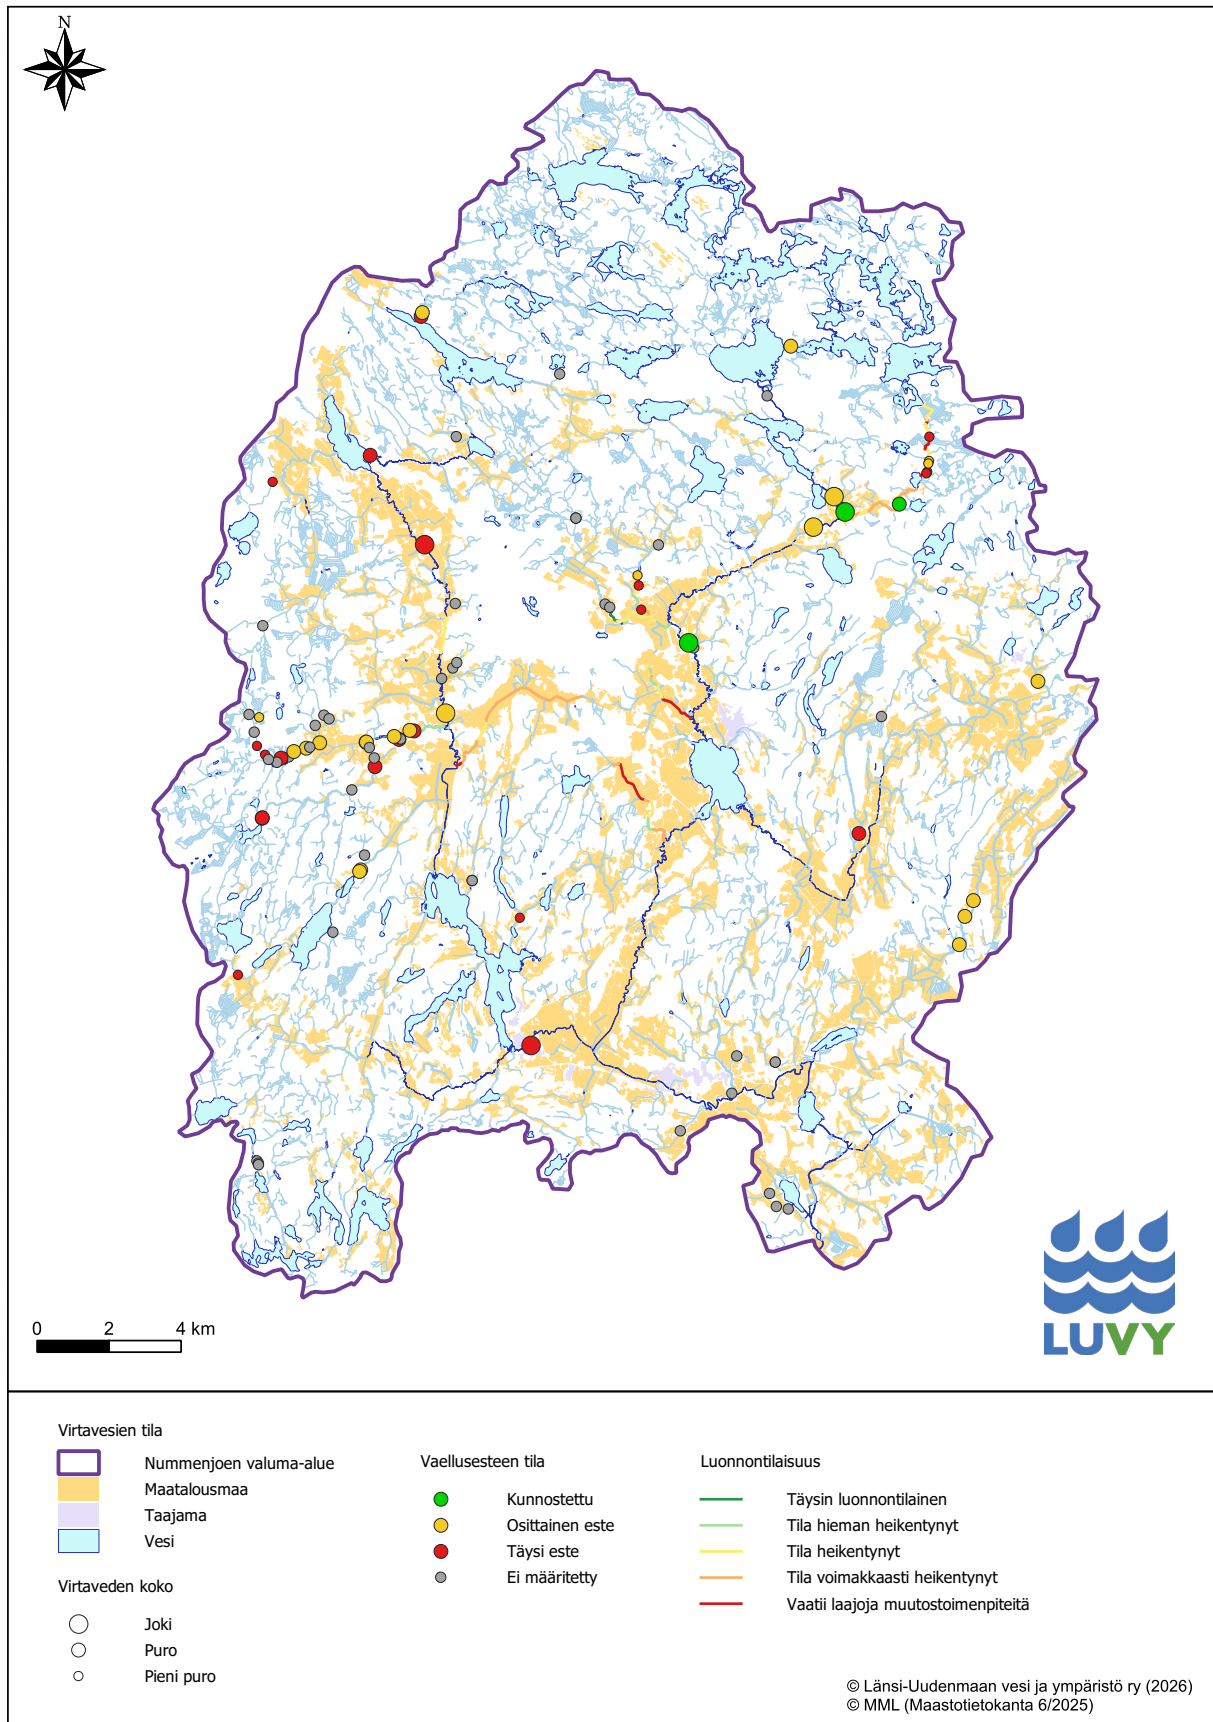 N
0 2 4 km
LUVY
Virtavesien tila
Nummenjoen valuma-alue
Maatalousmaa
Taajama
Vesi
Virtaveden koko
Joki
Puro
Pieni puro
Vaellusesteen tila
Kunnostettu
Osittainen este
Täysi este
Ei määritetty
Luonnontilaisuus
Täysin luonnontilainen
Tila hieman heikentynyt
Tila heikentynyt
Tila voimakkaasti heikentynyt
Vaatii laajoja muutostoimenpiteitä
© Länsi-Uudenmaan vesi ja ympäristö ry (2026)
© MML (Maastotietokanta 6/2025)